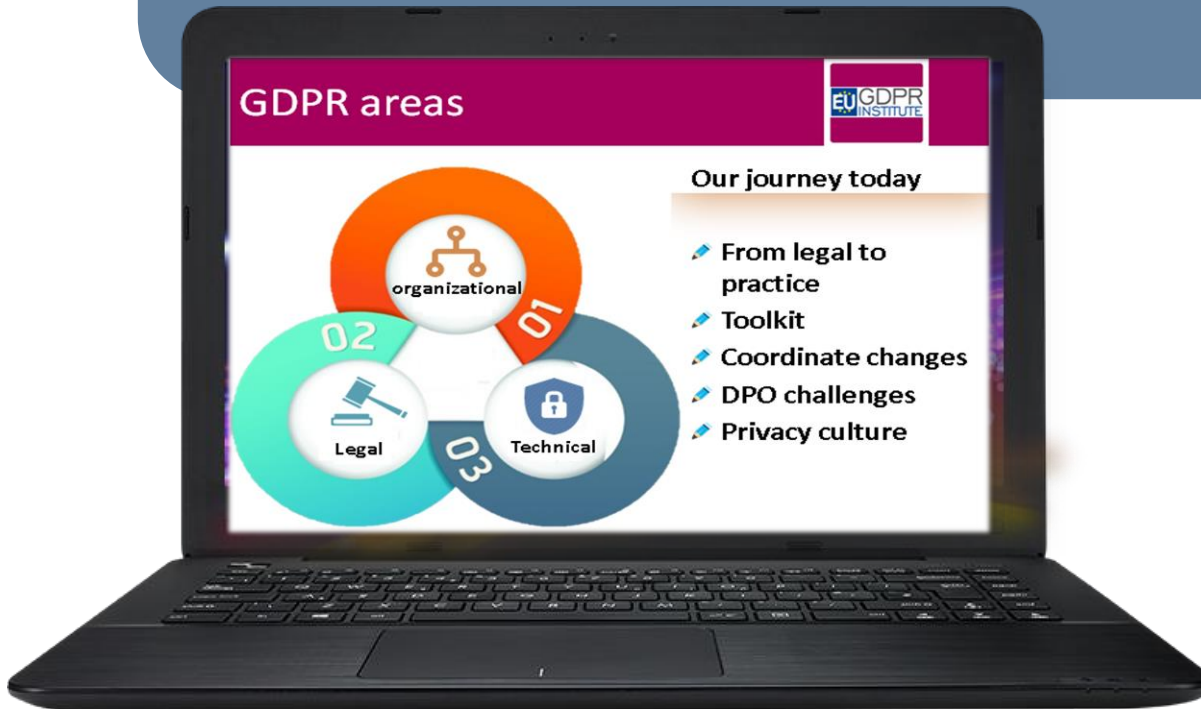 GDPR areas
EU GDPR
INSTITUTE
Our journey today
From legal to
practice
Toolkit
Coordinate changes
DPO challenges
Privacy culture
organizational
01
02
Legal
03
Technical